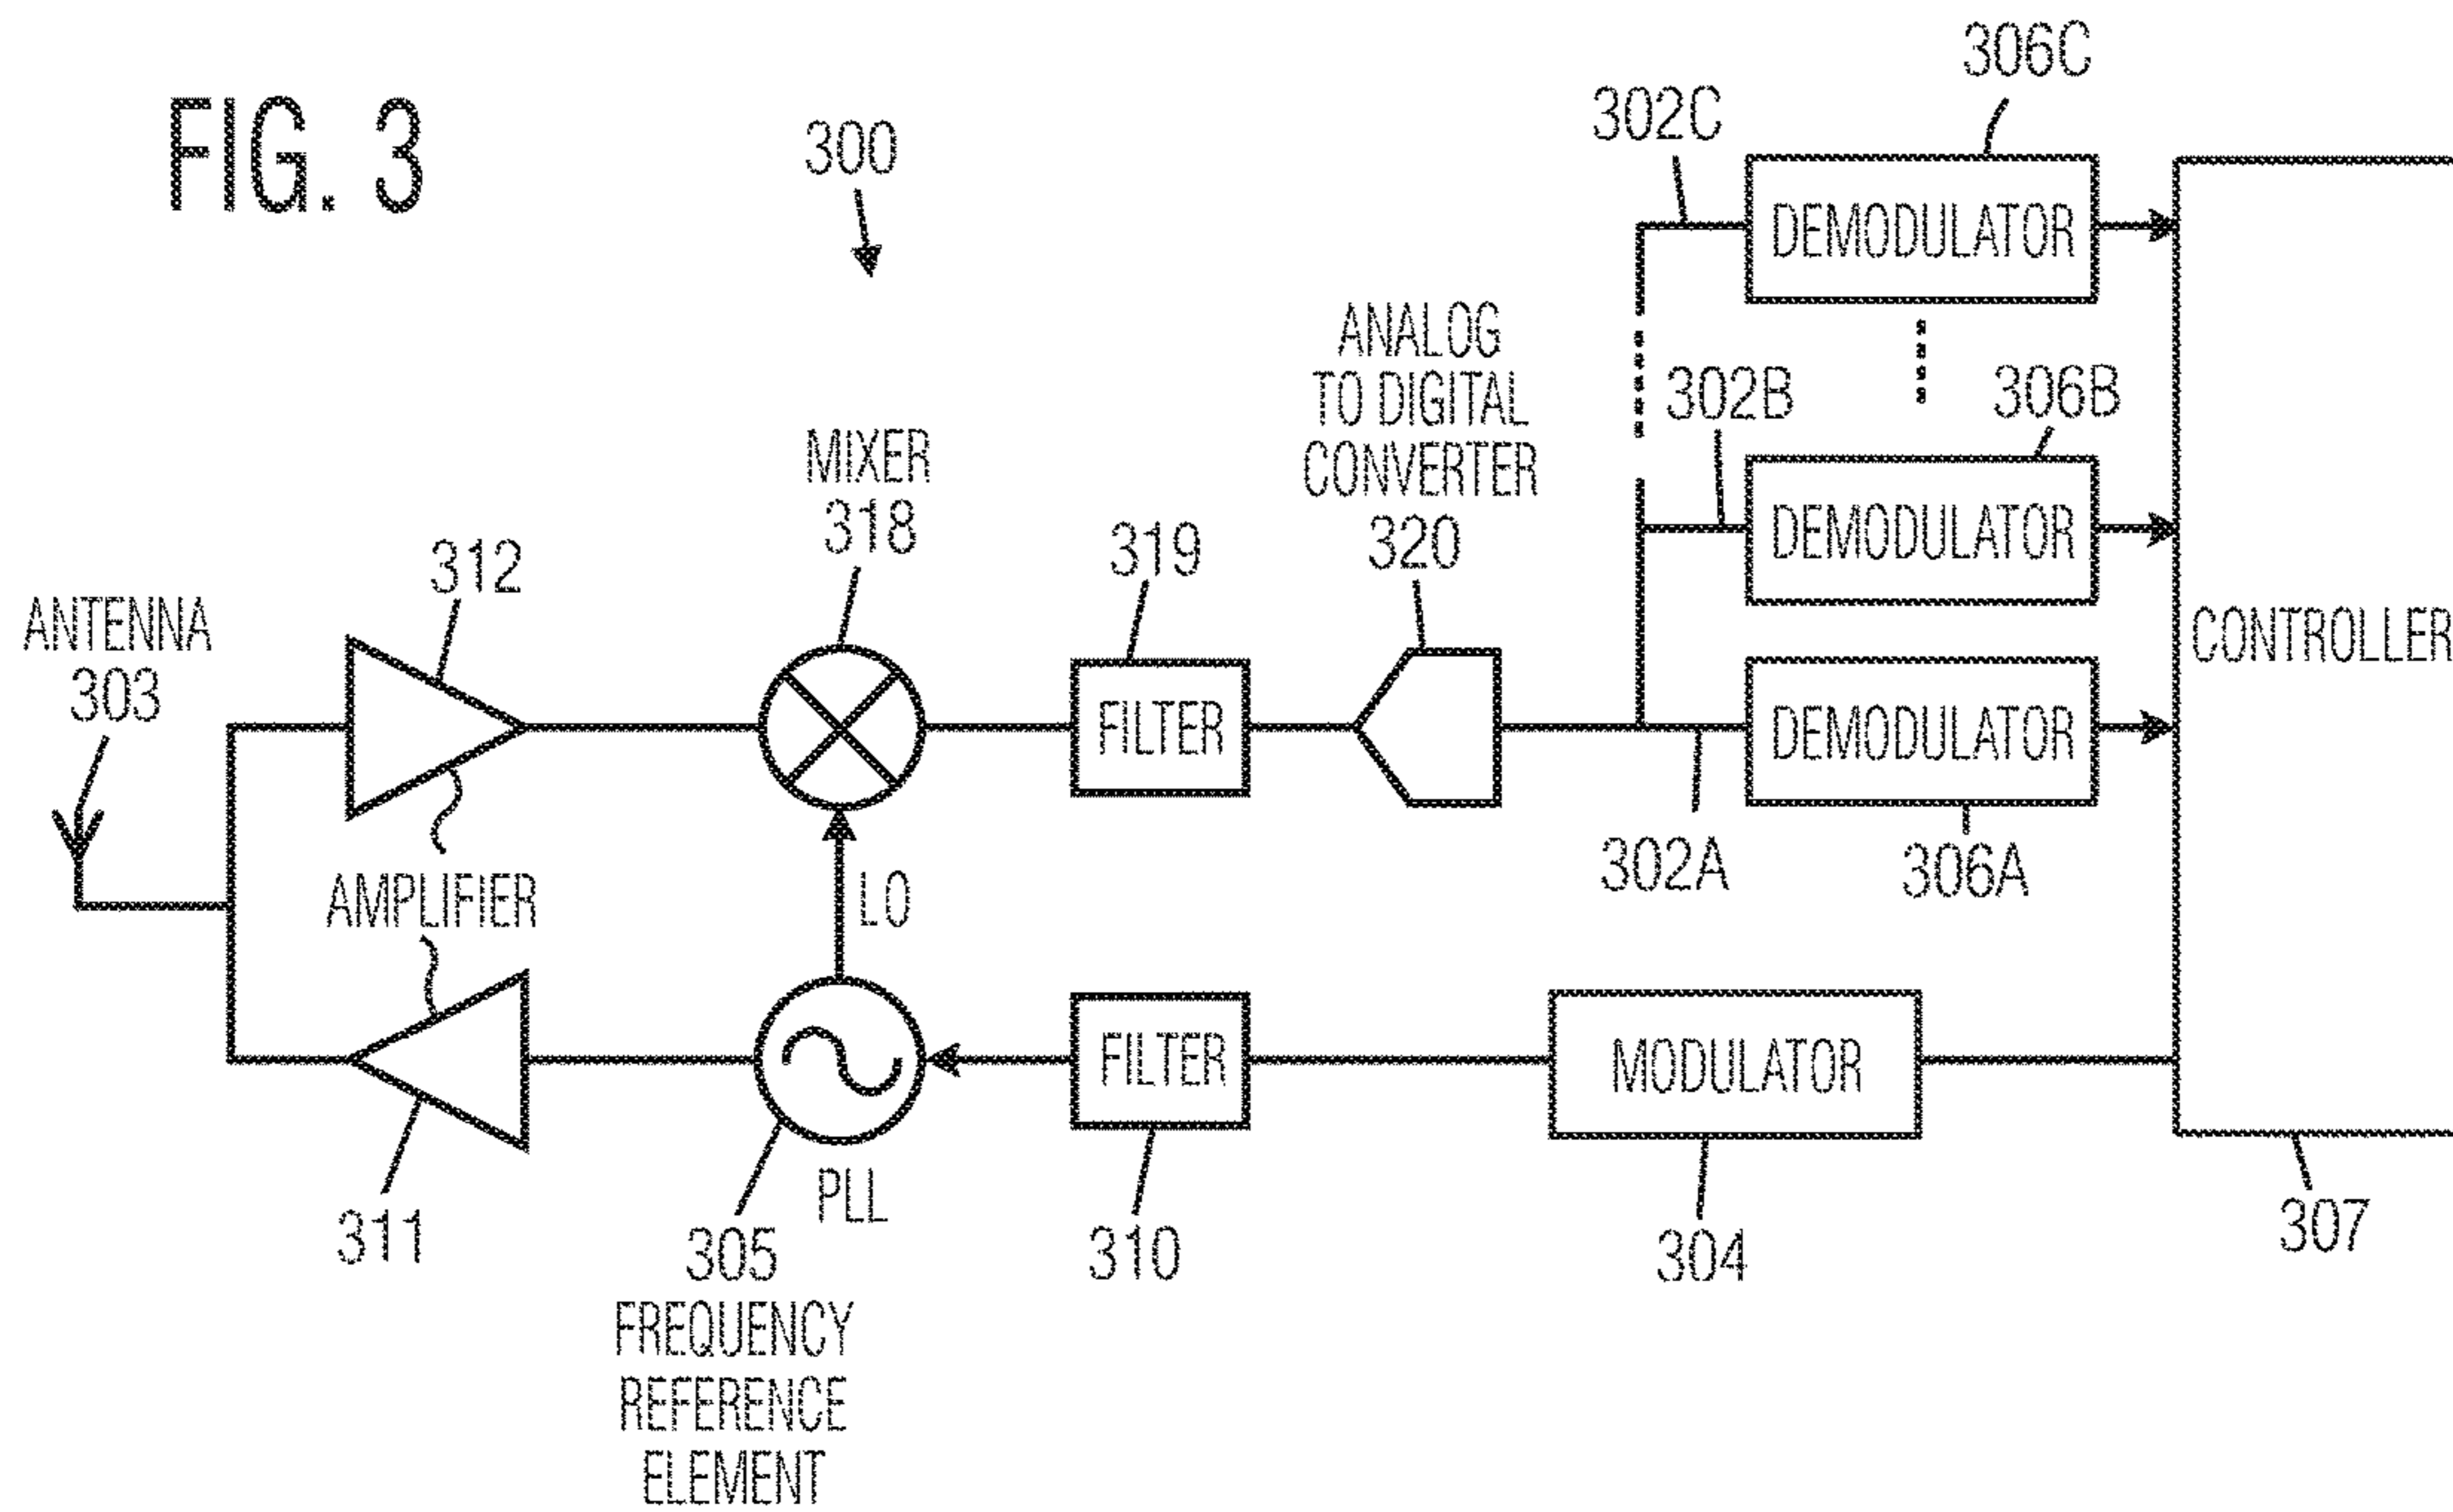 FIG. 3
300
306C
302C
DEMODULATOR
ANALOG
TO DIGITAL
CONVERTER
320
302B
306B
DEMODULATOR
MIXER
318
319
312
ANTENNA
303
FILTER
DEMODULATOR
CONTROLLER
302A
306A
AMPLIFIER
LO
FILTER
MODULATOR
311
PLL
305
FREQUENCY
REFERENCE
ELEMENT
310
304
307